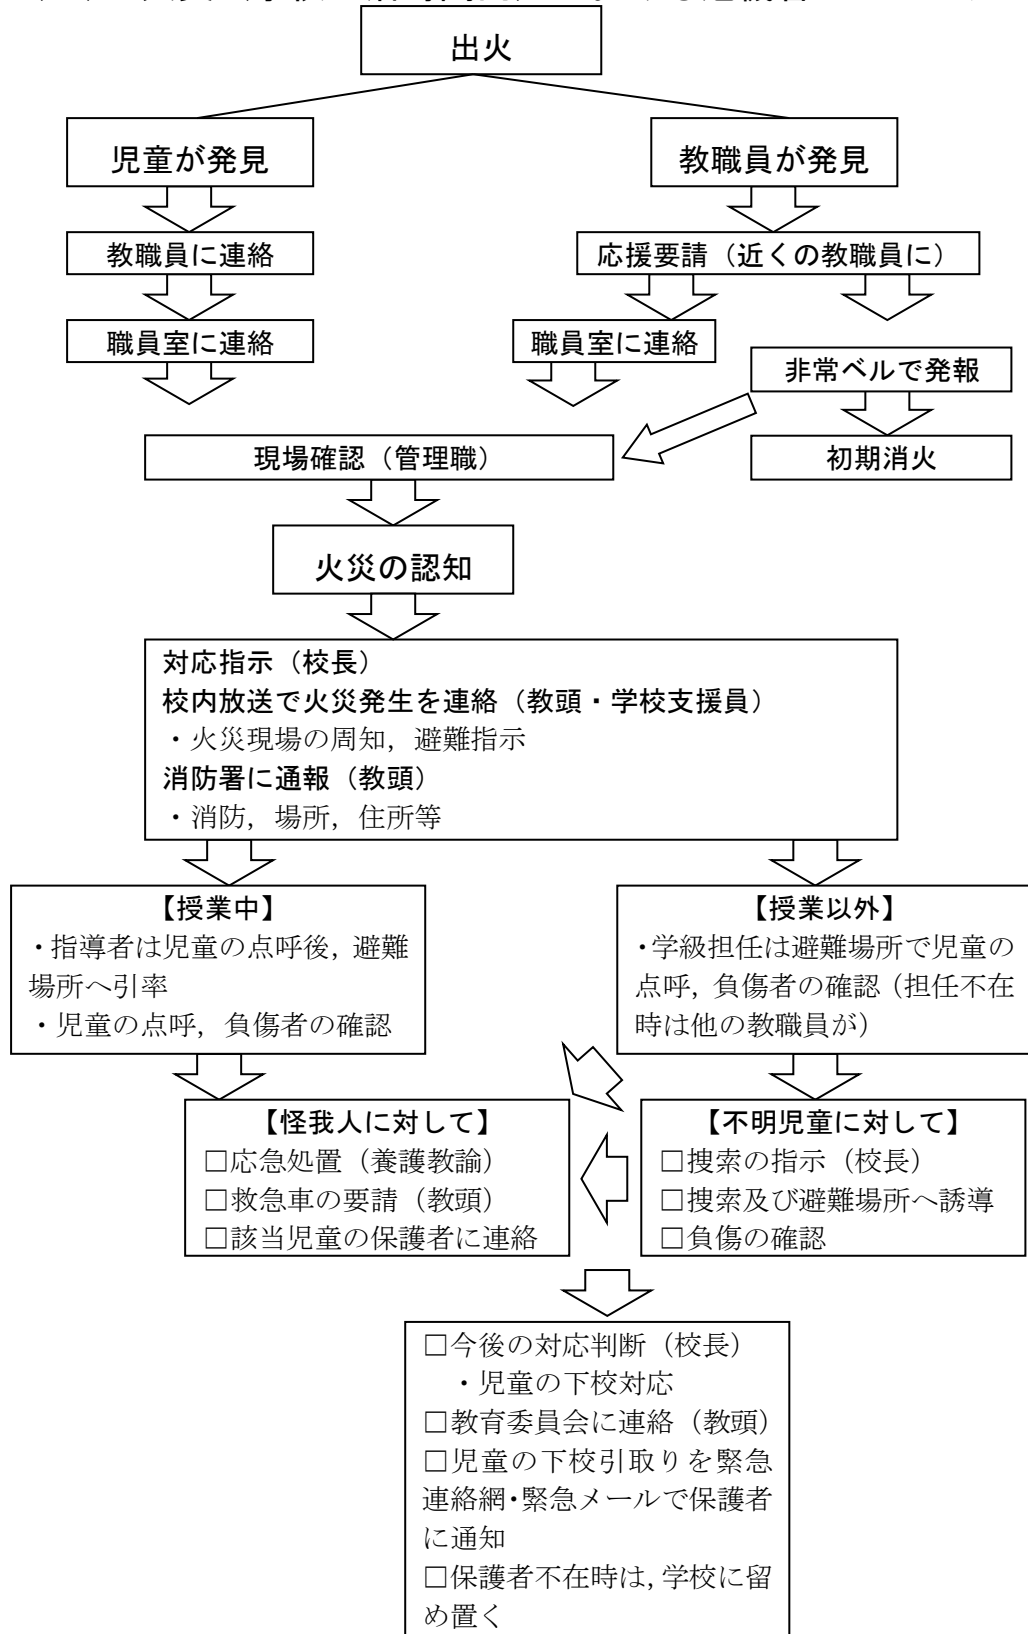 出火
児童が発見
教職員が発見
教職員に連絡
応援要請（近くの教職員に）
職員室に連絡
職員室に連絡
非常ベルで発報
現場確認（管理職）
初期消火
火災の認知
対応指示（校長）
校内放送で火災発生を連絡（教頭・学校支援員）
・火災現場の周知，避難指示
消防署に通報（教頭）
・消防，場所，住所等
【授業中】
・指導者は児童の点呼後，避難
場所へ引率
・児童の点呼，負傷者の確認
【授業以外】
・学級担任は避難場所で児童の
点呼，負傷者の確認（担任不在
時は他の教職員が）
【怪我人に対して】
□応急処置（養護教諭）
□救急車の要請（教頭）
□該当児童の保護者に連絡
【不明児童に対して】
□捜索の指示（校長）
□捜索及び避難場所へ誘導
□負傷の確認
□今後の対応判断（校長）
・児童の下校対応
□教育委員会に連絡（教頭）
□児童の下校引取りを緊急
連絡網・緊急メールで保護者
に通知
□保護者不在時は，学校に留
め置く